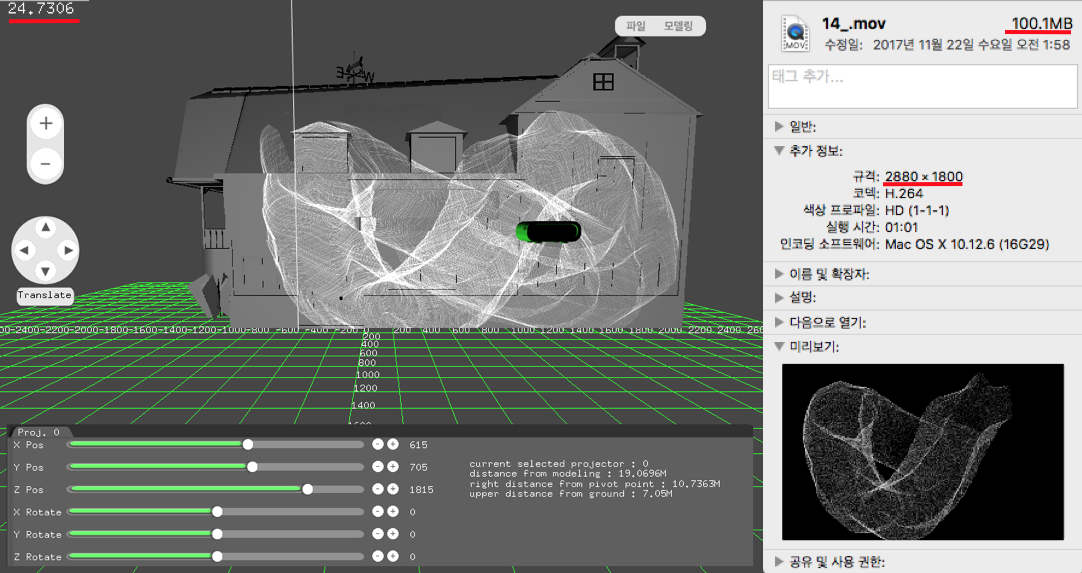 24.7306
파일 모델링
W
E
Translate
00-2400-2200-2000-1800-1600-1400-1200-1000-800 -600 -400 -200 200 400 600 800 1000 1200 1400 1600 1800 2000 2200 2400 26
200
400
600
800
1000
1200
1400
Proj. 0
X Pos 615
Y Pos 705
Z Pos 1815
X Rotate 0
Y Rotate 0
Z Rotate 0
current selected projector : 0
distance from modeling : 19.0696M
right distance from pivot point : 10.7363M
upper distance from ground : 7.05M
MOV
14_.mov 100.1MB
수정일: 2017년 11월 22일 수요일 오전 1:58
태그 추가...
일반:
추가 정보:
규격: 2880 × 1800
코덱: H.264
색상 프로파일: HD (1-1-1)
실행 시간: 01:01
인코딩 소프트웨어: Mac OS X 10.12.6 (16G29)
이름 및 확장자:
설명:
다음으로 열기:
미리보기:
공유 및 사용 권한: